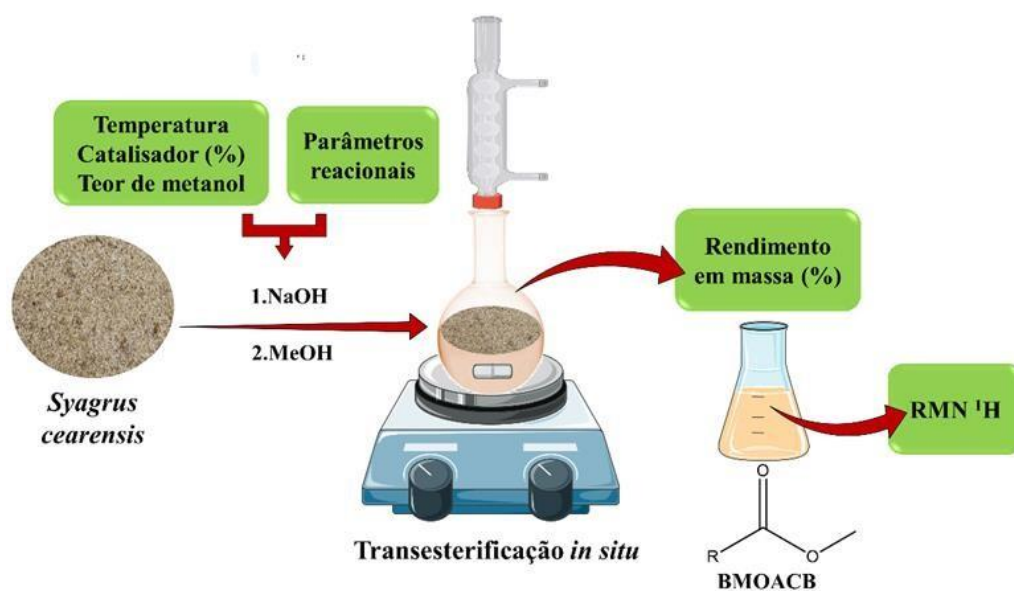 Temperatura
Catalisador (%)
Teor de metanol
Parâmetros
reacionais
1.NaOH
2.MeOH
Syagrus
cearensis
Rendimento
em massa (%)
RMN ¹H
O
R
O
BMOACB
Transesterificação in situ